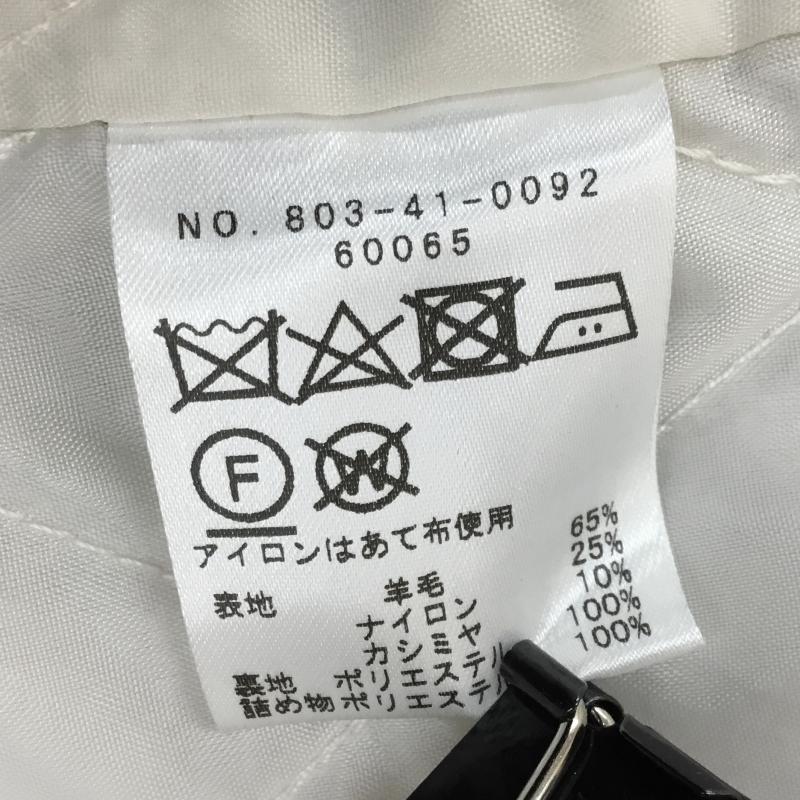 NO. 803-41-0092
60065
F
W
アイロンはあて布使用
表地 羊毛 65%
ナイロン 25%
カシミヤ 10%
裏地 ポリエステル 100%
詰め物 ポリエステル 100%